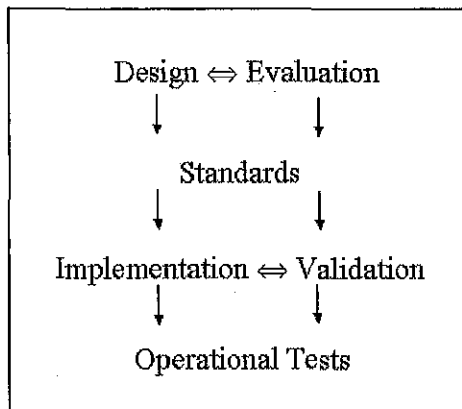 Design ⇔ Evaluation
Standards
Implementation ⇔ Validation
Operational Tests